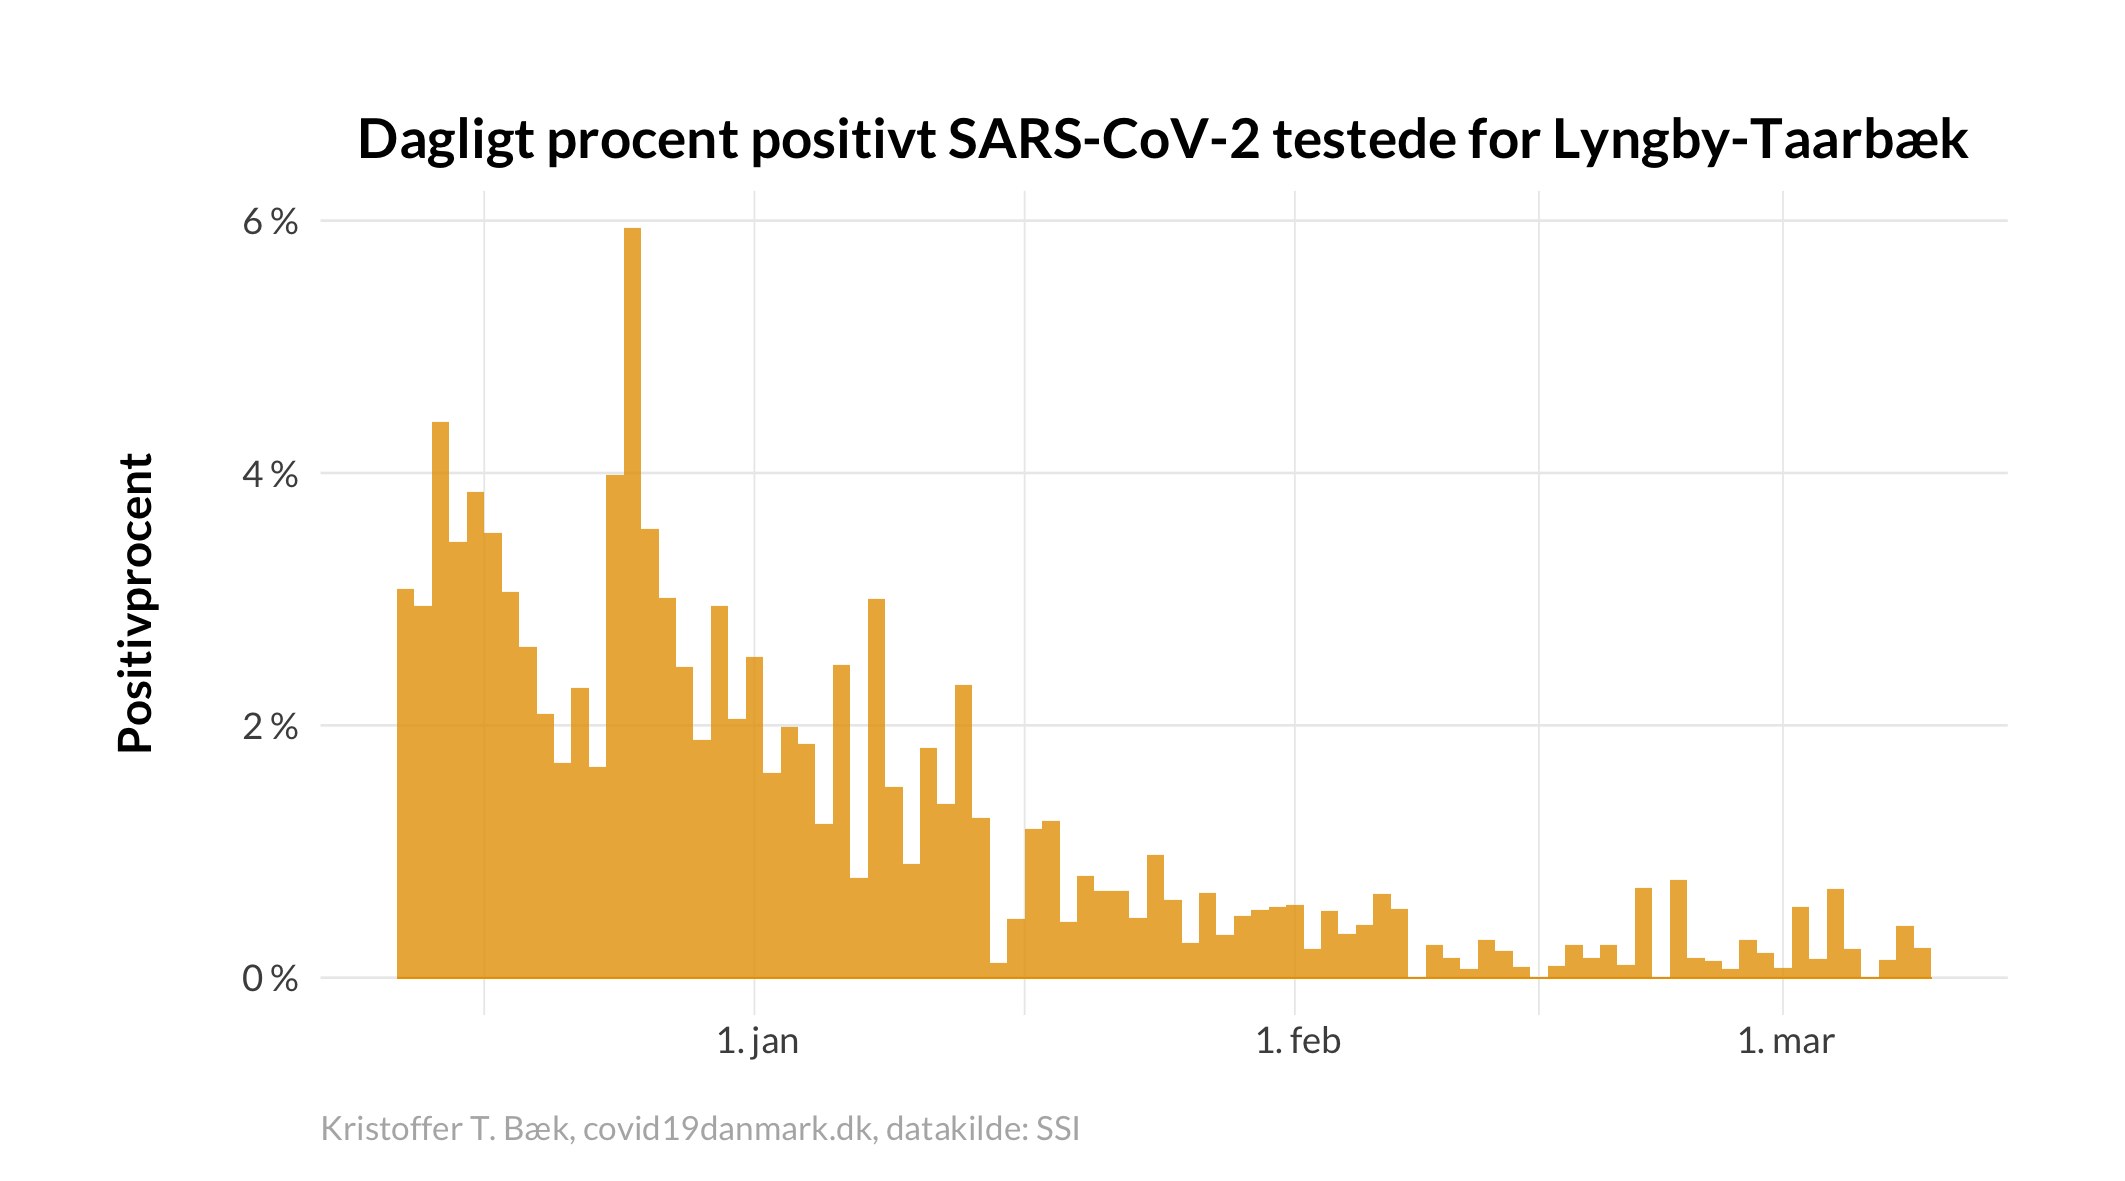 Dagligt procent positivt SARS-CoV-2 testede for Lyngby-Taarbæk
Positivprocent
6 %
4 %
2 %
0 %
1. jan
1. feb
1. mar
Kristoffer T. Bæk, covid19danmark.dk, datakilde: SSI